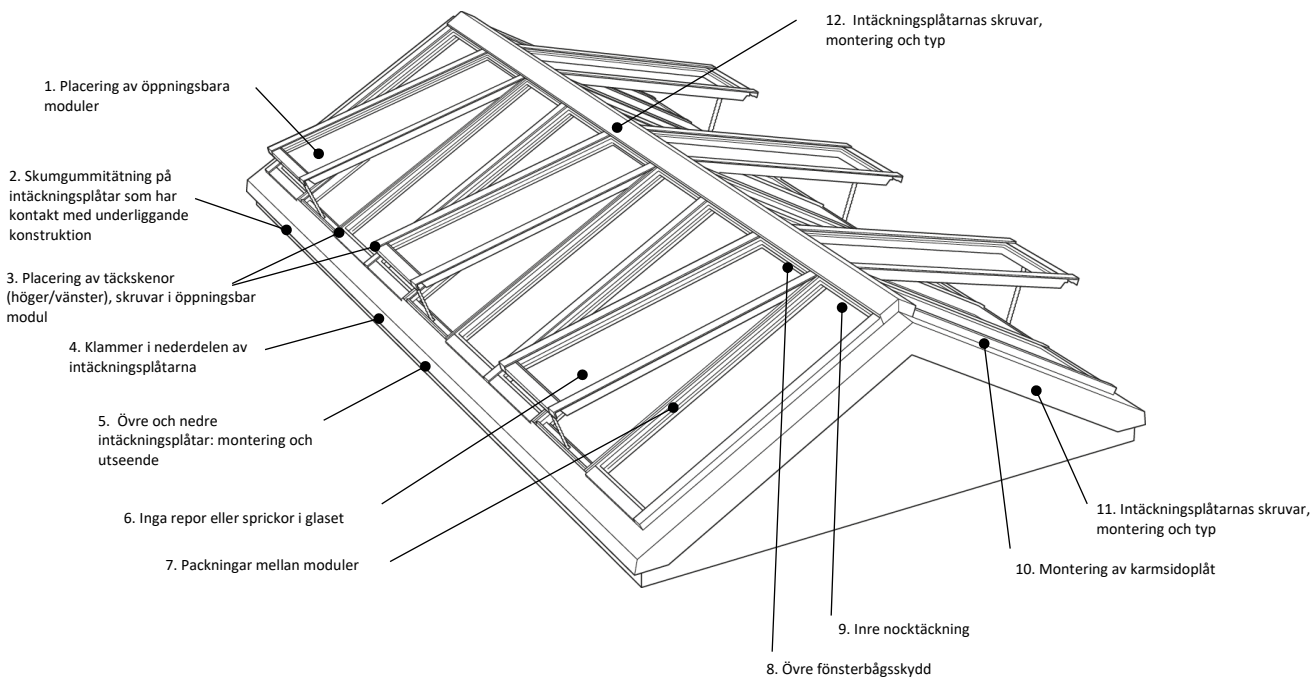 12. Intäckningsplåtarnas skruvar,
montering och typ
1. Placering av öppningsbara
moduler
2. Skumgummitätning på
intäckningsplåtar som har
kontakt med underliggande
konstruktion
3. Placering av täckskenor
(höger/vänster), skruvar i öppningsbar
modul
4. Klammer i nederdelen av
intäckningsplåtarna
5. Övre och nedre
intäckningsplåtar: montering och
utseende
6. Inga repor eller sprickor i glaset
7. Packningar mellan moduler
11. Intäckningsplåtarnas skruvar,
montering och typ
10. Montering av karmsidoplåt
9. Inre nocktäckning
8. Övre fönsterbågsskydd